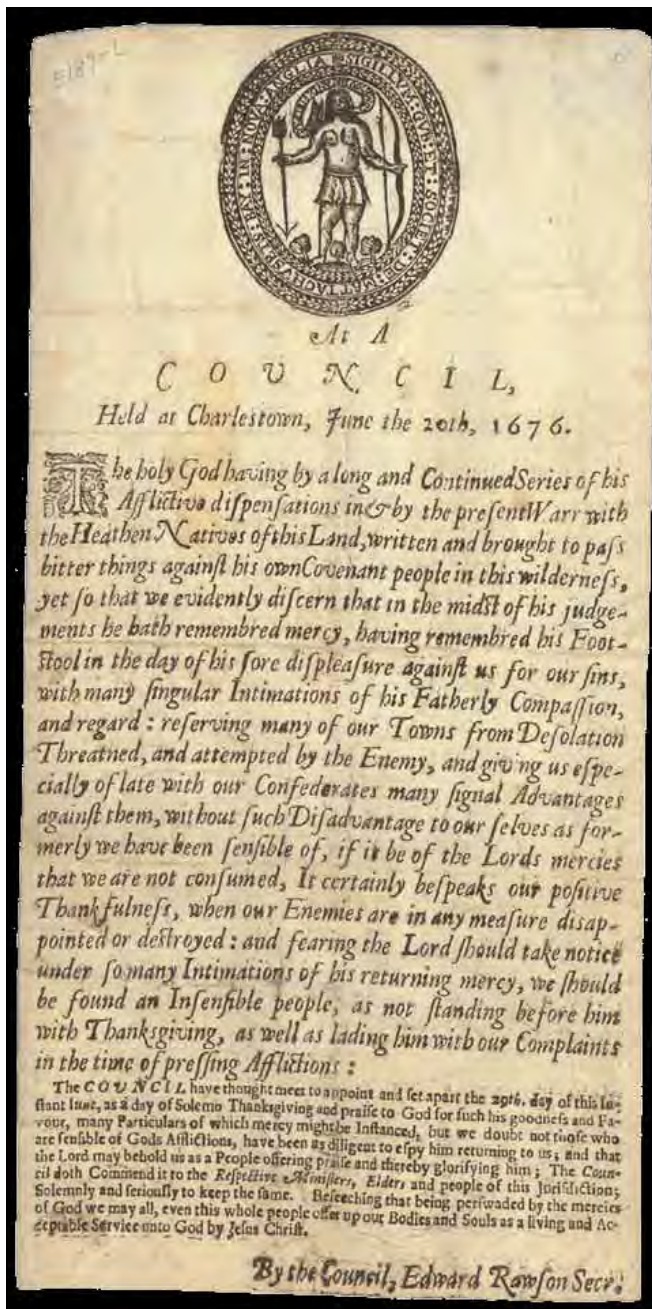 E187-L
SIGILLUM: GUB: ET: SOCIET: DE: MATTACHUSETS: BAY: IN: NOVA: ANGLIA
At A
COUNCIL,
Held at Charlestown, June the 20th, 1676.
The holy God having by a long and Continued Series of his
Afflictive dispensations in & by the present Warr with
the Heathen Natives of this Land, written and brought to pass
bitter things against his own Covenant people in this wilderness,
yet so that we evidently discern that in the midst of his judge-
ments he hath remembred mercy, having remembred his Foot-
stool in the day of his sore displeasure against us for our sins,
with many singular Intimations of his Fatherly Compassion,
and regard: reserving many of our Towns from Desolation
Threatned, and attempted by the Enemy, and giving us espe-
cially of late with our Confederates many signal Advantages
against them, without such Disadvantage to our selves as for-
merly we have been sensible of, if it be of the Lords mercies
that we are not consumed, It certainly bespeaks our positive
Thankfulness, when our Enemies are in any measure disap-
pointed or destroyed: and fearing the Lord should take notice
under so many Intimations of his returning mercy, we should
be found an Insensible people, as not standing before him
with Thanksgiving, as well as lading him with our Complaints
in the time of pressing Afflictions:
The COUNCIL have thought meet to appoint and set apart the 29th. day of this In-
stant June, as a day of Solemn Thanksgiving and praise to God for such his goodness and Fa-
vour, many Particulars of which mercy might be Instanced, but we doubt not those who
are sensible of Gods Afflictions, have been as diligent to espy him returning to us; and that
the Lord may behold us as a People offering praise and thereby glorifying him; The Coun-
cil doth Commend it to the Respective Ministers, Elders and people of this Jurisdiction;
Solemnly and seriously to keep the same. Beseeching that being perswaded by the mercies
of God we may all, even this whole people offer up our Bodies and Souls as a living and Ac-
ceptable Service unto God by Jesus Christ.
By the Council, Edward Rawson Secr.